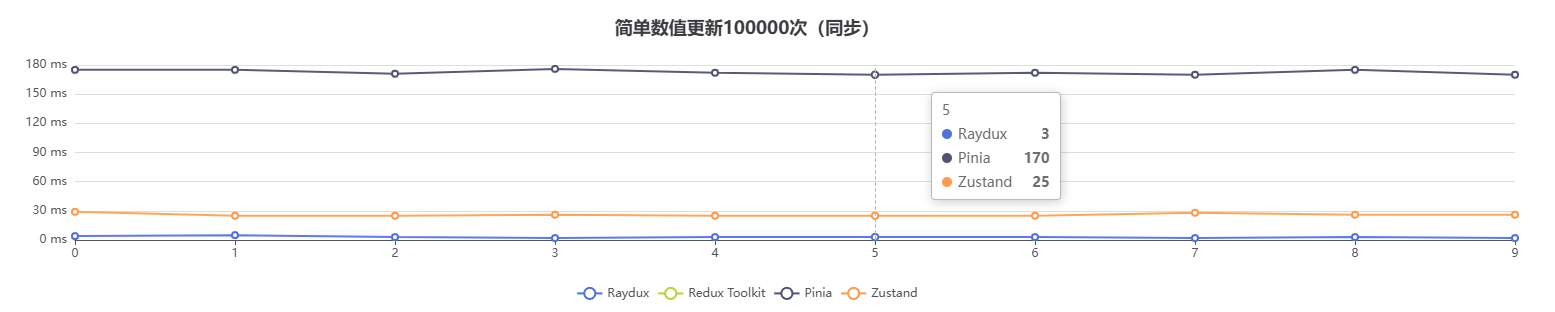 简单数值更新100000次（同步）
180 ms
150 ms
120 ms
90 ms
60 ms
30 ms
0 ms
5
Raydux 3
Pinia 170
Zustand 25
0 1 2 3 4 5 6 7 8 9
Raydux Redux Toolkit Pinia Zustand